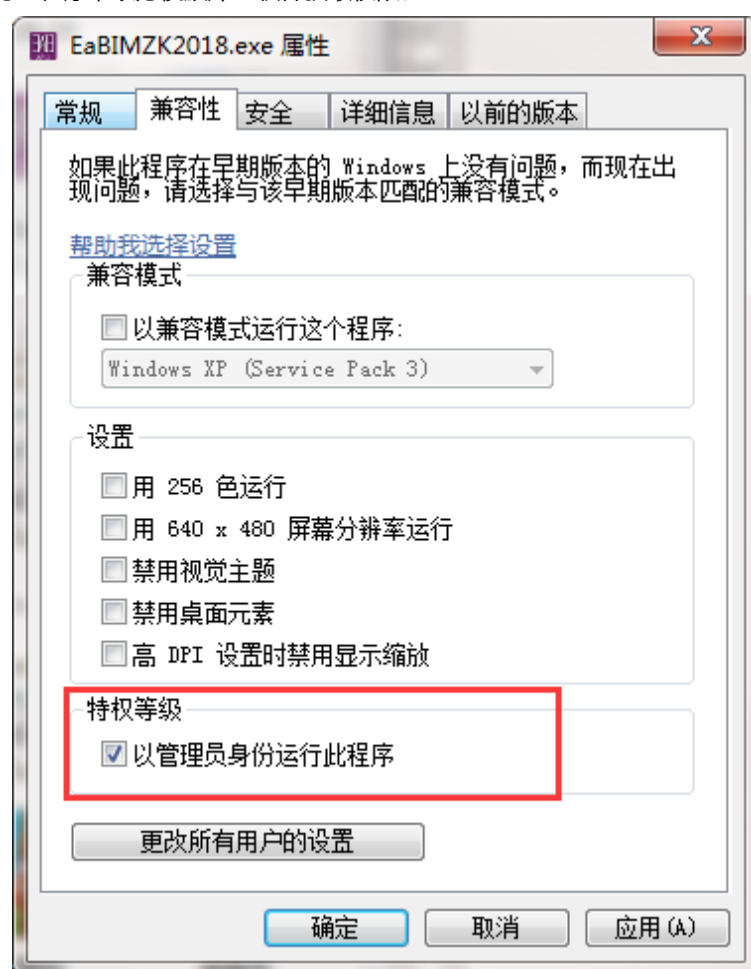 EaBIMZK2018.exe 属性
常规 兼容性 安全 详细信息 以前的版本
如果此程序在早期版本的 Windows 上没有问题，而现在出
现问题，请选择与该早期版本匹配的兼容模式。
帮助我选择设置
兼容模式
以兼容模式运行这个程序:
Windows XP (Service Pack 3)
设置
用 256 色运行
用 640 x 480 屏幕分辨率运行
禁用视觉主题
禁用桌面元素
高 DPI 设置时禁用显示缩放
特权等级
以管理员身份运行此程序
更改所有用户的设置
确定 取消 应用(A)